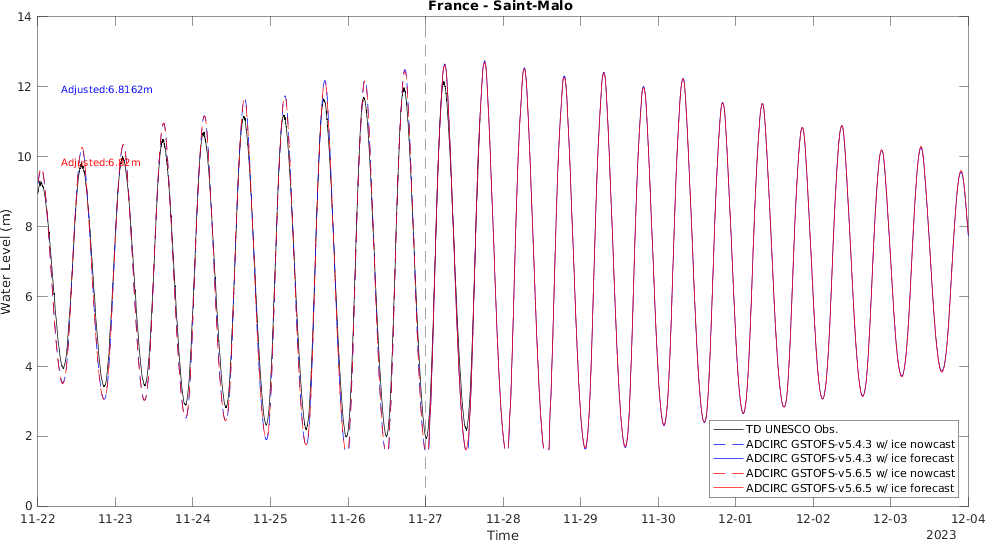 France - Saint-Malo
14
12
10
8
6
4
2
0
Water Level (m)
Adjusted:6.8162m
Adjusted:6.82m
TD UNESCO Obs.
ADCIRC GSTOFS-v5.4.3 w/ ice nowcast
ADCIRC GSTOFS-v5.4.3 w/ ice forecast
ADCIRC GSTOFS-v5.6.5 w/ ice nowcast
ADCIRC GSTOFS-v5.6.5 w/ ice forecast
11-22 11-23 11-24 11-25 11-26 11-27 11-28 11-29 11-30 12-01 12-02 12-03 12-04
Time
2023